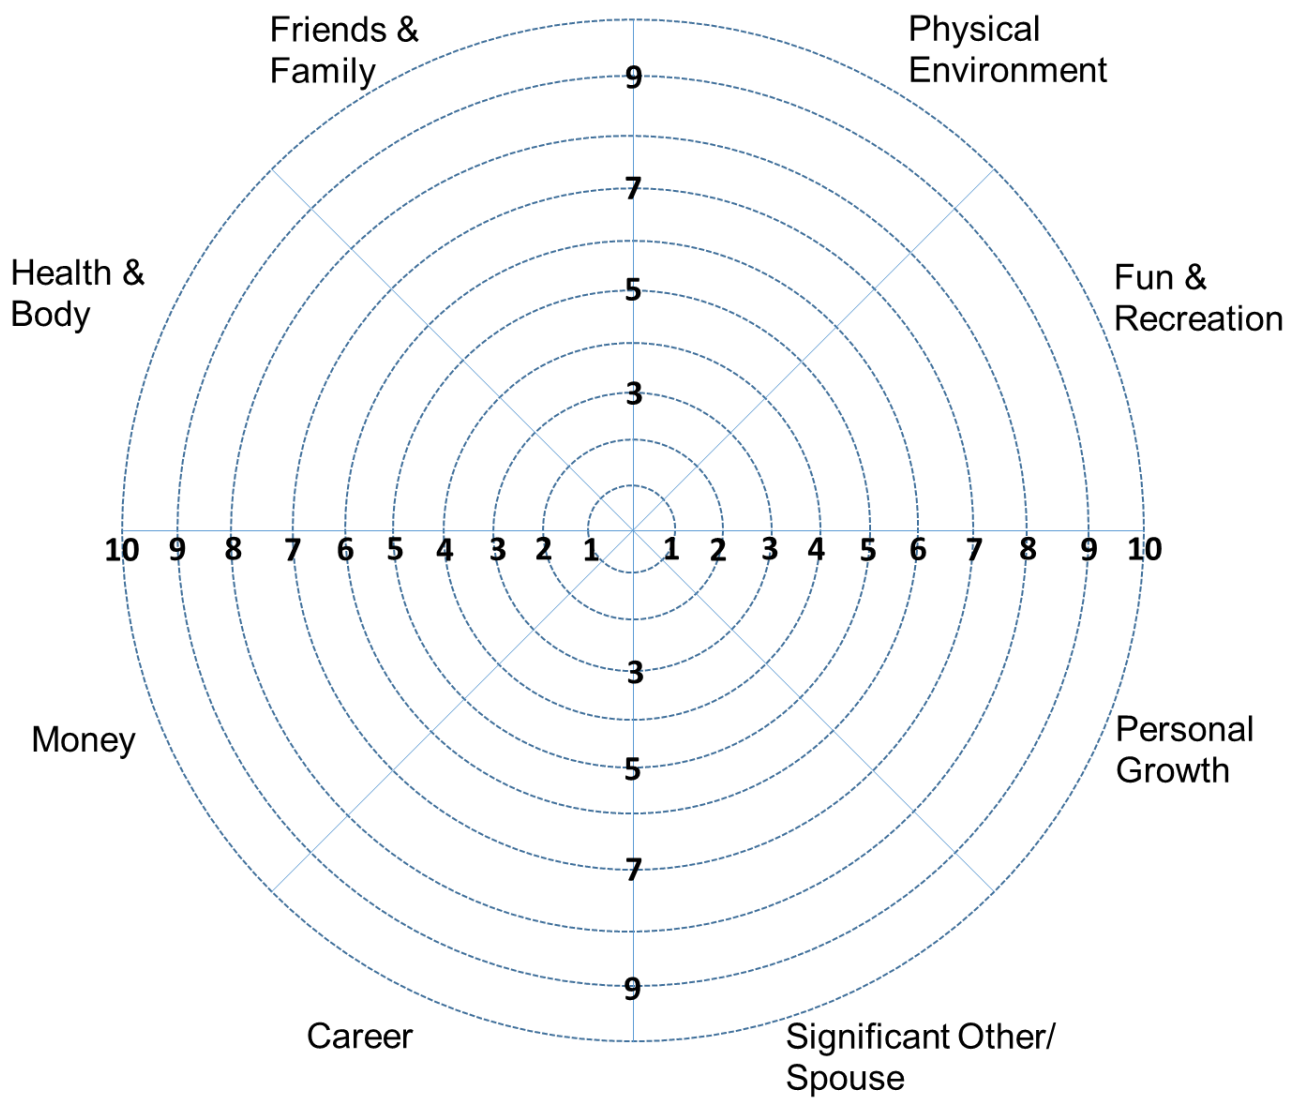 Friends &
Family
Physical
Environment
9
7
Health &
Body
Fun &
Recreation
5
3
10 9 8 7 6 5 4 3 2 1 1 2 3 4 5 6 7 8 9 10
3
Money
Personal
Growth
5
7
9
Career
Significant Other/
Spouse